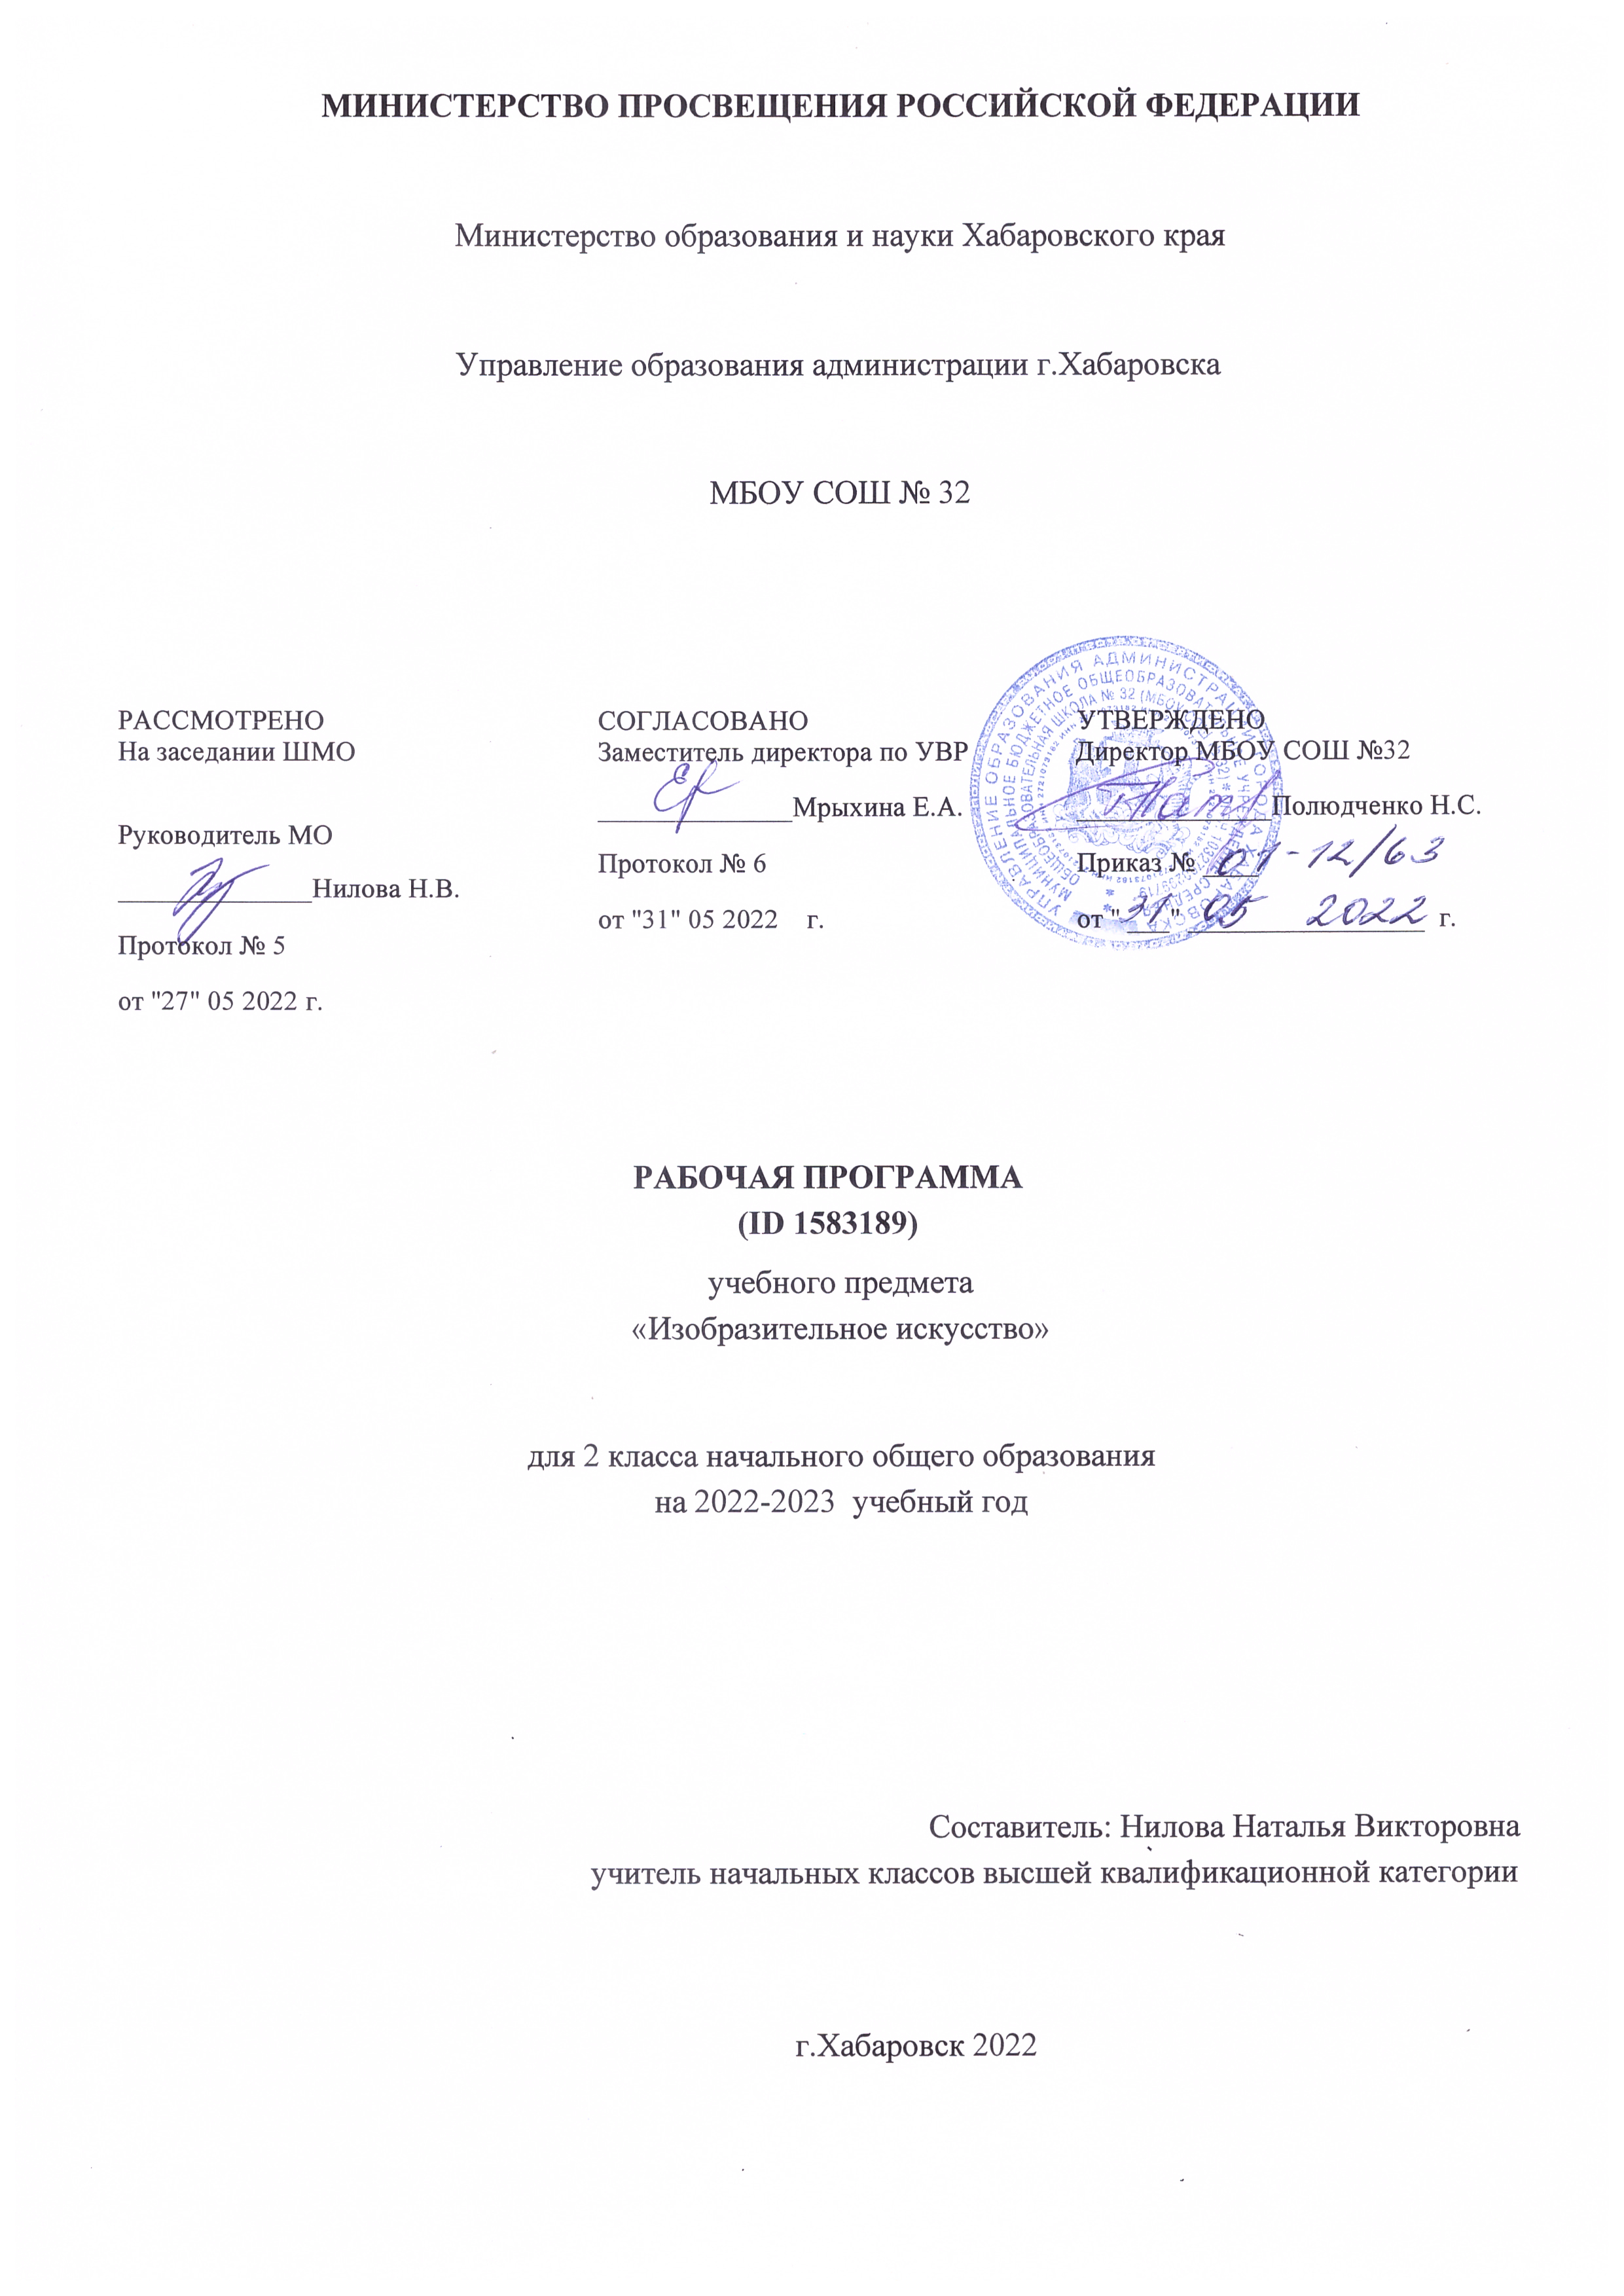 МИНИСТЕРСТВО ПРОСВЕЩЕНИЯ РОССИЙСКОЙ ФЕДЕРАЦИИ
Министерство образования и науки Хабаровского края
Управление образования администрации г.Хабаровска
МБОУ СОШ № 32
РАССМОТРЕНО
На заседании ШМО
Руководитель МО
Нилова Н.В.
Протокол № 5
от "27" 05 2022 г.
СОГЛАСОВАНО
Заместитель директора по УВР
Мрыхина Е.А.
Протокол № 6
от "31" 05 2022 г.
УТВЕРЖДЕНО
Директор МБОУ СОШ №32
Полюдченко Н.С.
Приказ № 01-12/63
от "31" 05 2022 г.
РАБОЧАЯ ПРОГРАММА
(ID 1583189)
учебного предмета
«Изобразительное искусство»
для 2 класса начального общего образования
на 2022-2023 учебный год
Составитель: Нилова Наталья Викторовна
учитель начальных классов высшей квалификационной категории
г.Хабаровск 2022